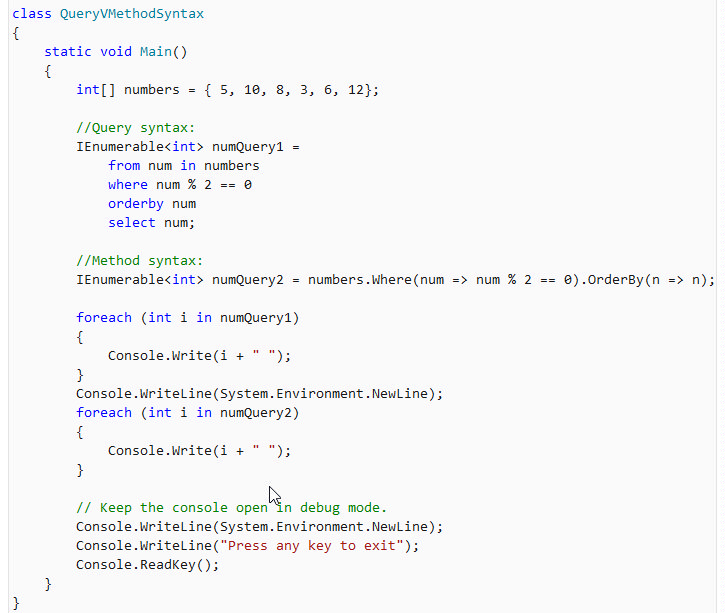 class QueryVMethodSyntax
{
    static void Main()
    {
        int[] numbers = { 5, 10, 8, 3, 6, 12};

        //Query syntax:
        IEnumerable<int> numQuery1 =
            from num in numbers
            where num % 2 == 0
            orderby num
            select num;

        //Method syntax:
        IEnumerable<int> numQuery2 = numbers.Where(num => num % 2 == 0).OrderBy(n => n);

        foreach (int i in numQuery1)
        {
            Console.Write(i + " ");
        }
        Console.WriteLine(System.Environment.NewLine);
        foreach (int i in numQuery2)
        {
            Console.Write(i + " ");
        }

        // Keep the console open in debug mode.
        Console.WriteLine(System.Environment.NewLine);
        Console.WriteLine("Press any key to exit");
        Console.ReadKey();
    }
}